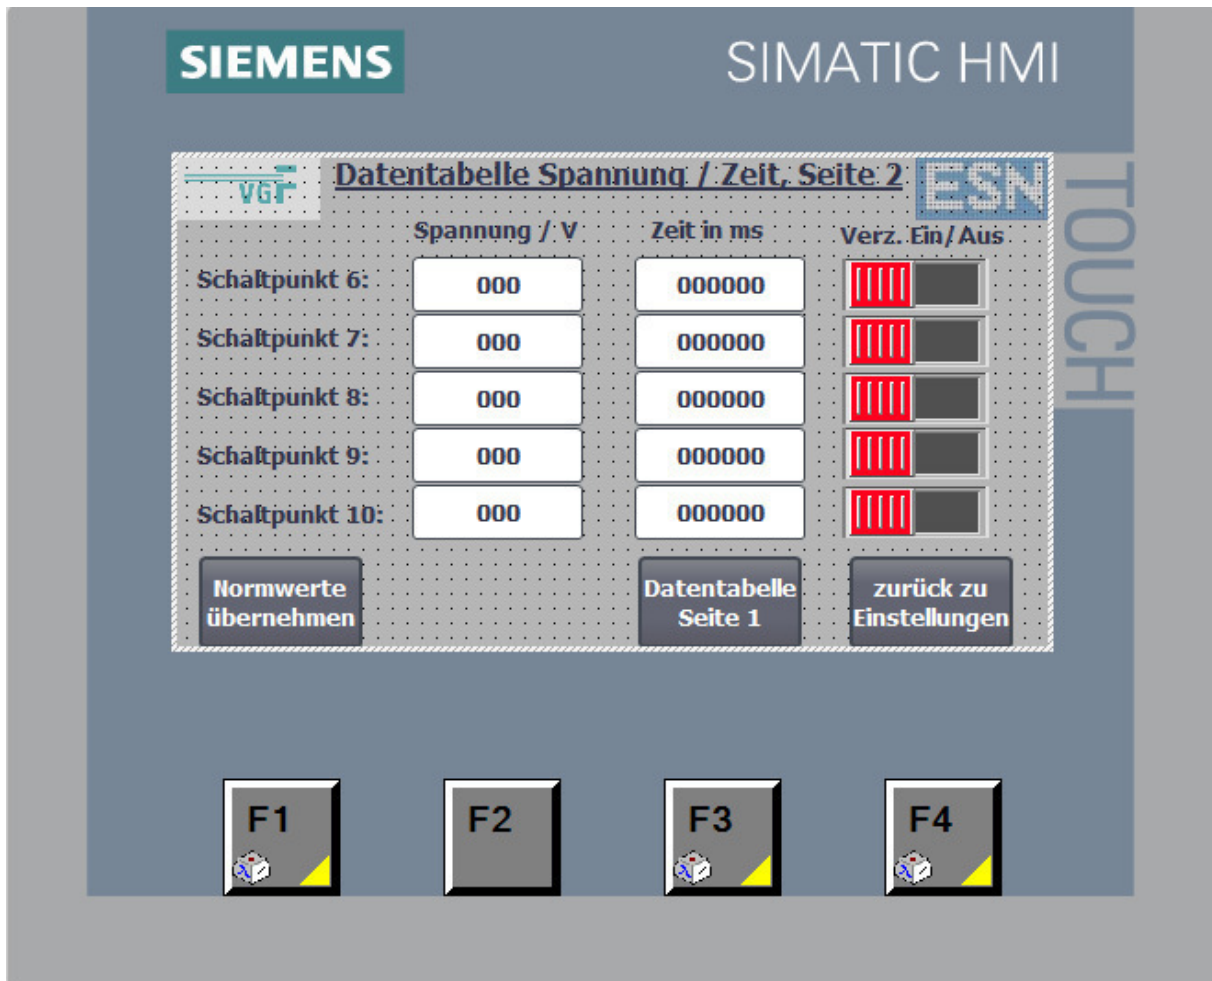 SIEMENS
SIMATIC HMI
TOUCH
VGF
Datentabelle Spannung / Zeit, Seite 2
ESN
Spannung / V
Zeit in ms
Verz. Ein/Aus
Schaltpunkt 6:
000
000000
Schaltpunkt 7:
000
000000
Schaltpunkt 8:
000
000000
Schaltpunkt 9:
000
000000
Schaltpunkt 10:
000
000000
Normwerte
übernehmen
Datentabelle
Seite 1
zurück zu
Einstellungen
F1
F2
F3
F4